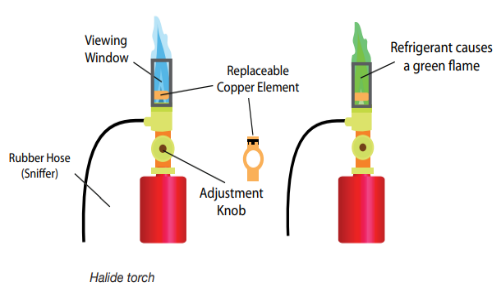 Viewing
Window
Replaceable
Copper Element
Refrigerant causes
a green flame
Rubber Hose
(Sniffer)
Adjustment
Knob
Halide torch